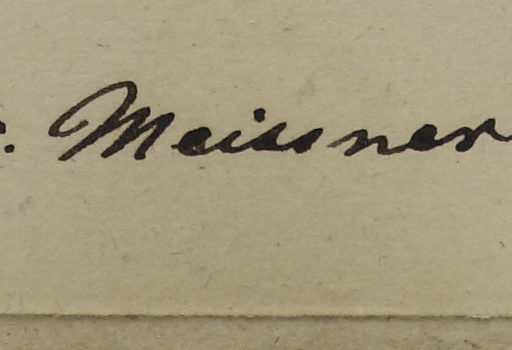 . Meissner